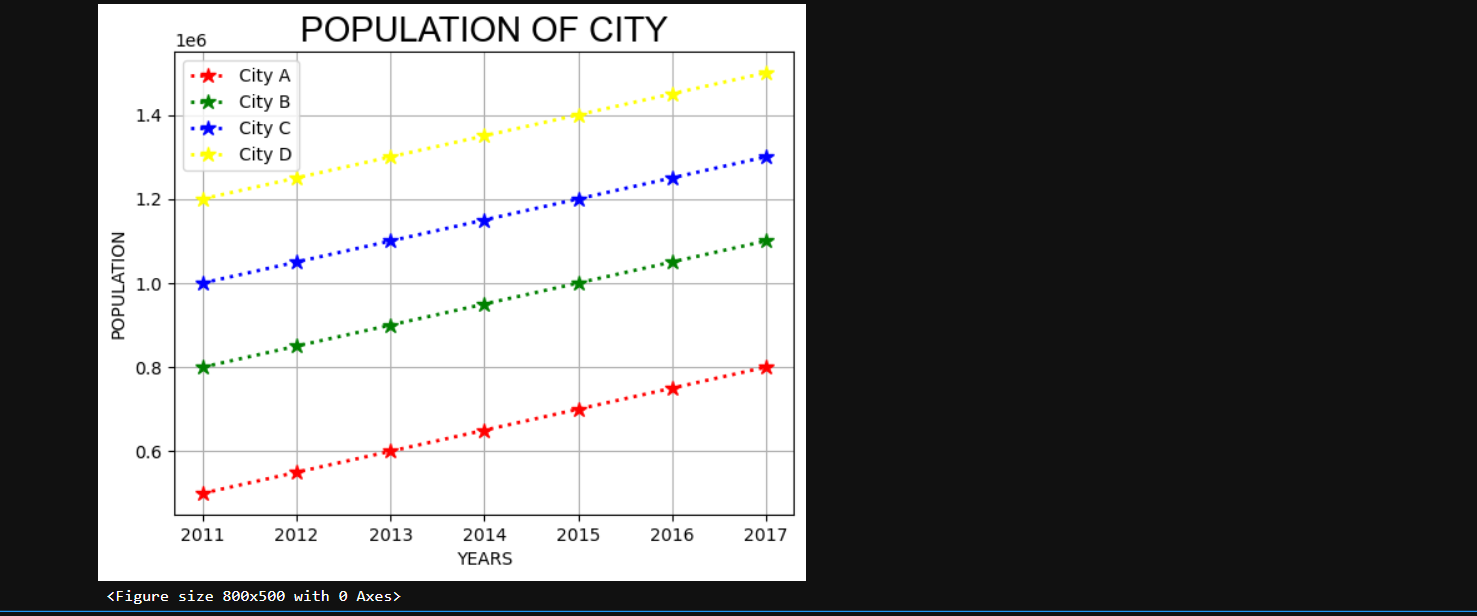 POPULATION OF CITY
1e6
City A
City B
City C
City D
1.4
1.2
1.0
0.8
0.6
POPULATION
2011 2012 2013 2014 2015 2016 2017
YEARS
<Figure size 800x500 with 0 Axes>